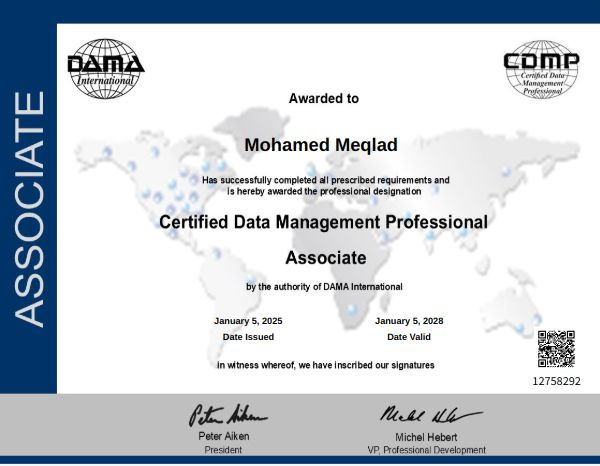 ASSOCIATE
DAMA
International
CDMP
Certified Data
Management
Professional
Awarded to
Mohamed Meqlad
Has successfully completed all prescribed requirements and
is hereby awarded the professional designation
Certified Data Management Professional
Associate
by the authority of DAMA International
January 5, 2025
Date Issued
January 5, 2028
Date Valid
in witness whereof, we have inscribed our signatures
12758292
Peter Aiken
Peter Aiken
President
Michel Hebert
VP, Professional Development